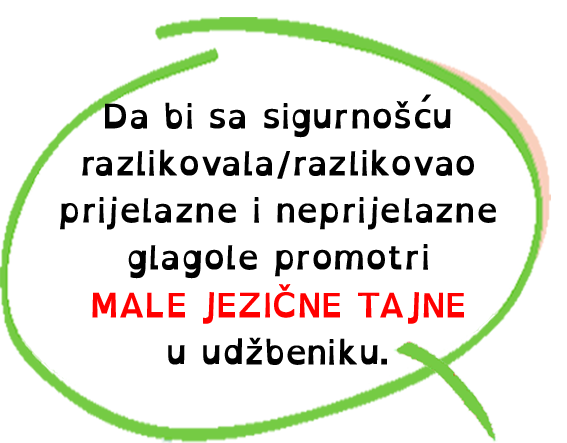 Da bi sa sigurnošću
razlikovala/razlikovao
prijelazne i neprijelazne
glagole promotri
MALE JEZIČNE TAJNE
u udžbeniku.